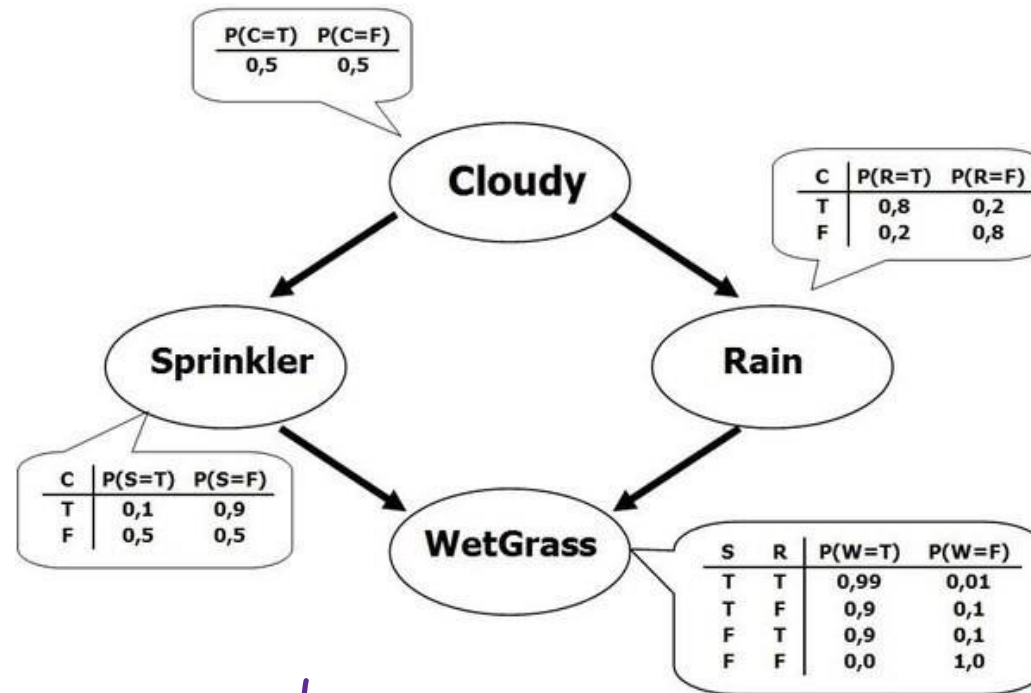 P(C=T) P(C=F)
0,5 0,5
Cloudy
C P(R=T) P(R=F)
T 0,8 0,2
F 0,2 0,8
Sprinkler
Rain
C P(S=T) P(S=F)
T 0,1 0,9
F 0,5 0,5
WetGrass
S R P(W=T) P(W=F)
T T 0,99 0,01
T F 0,9 0,1
F T 0,9 0,1
F F 0,0 1,0